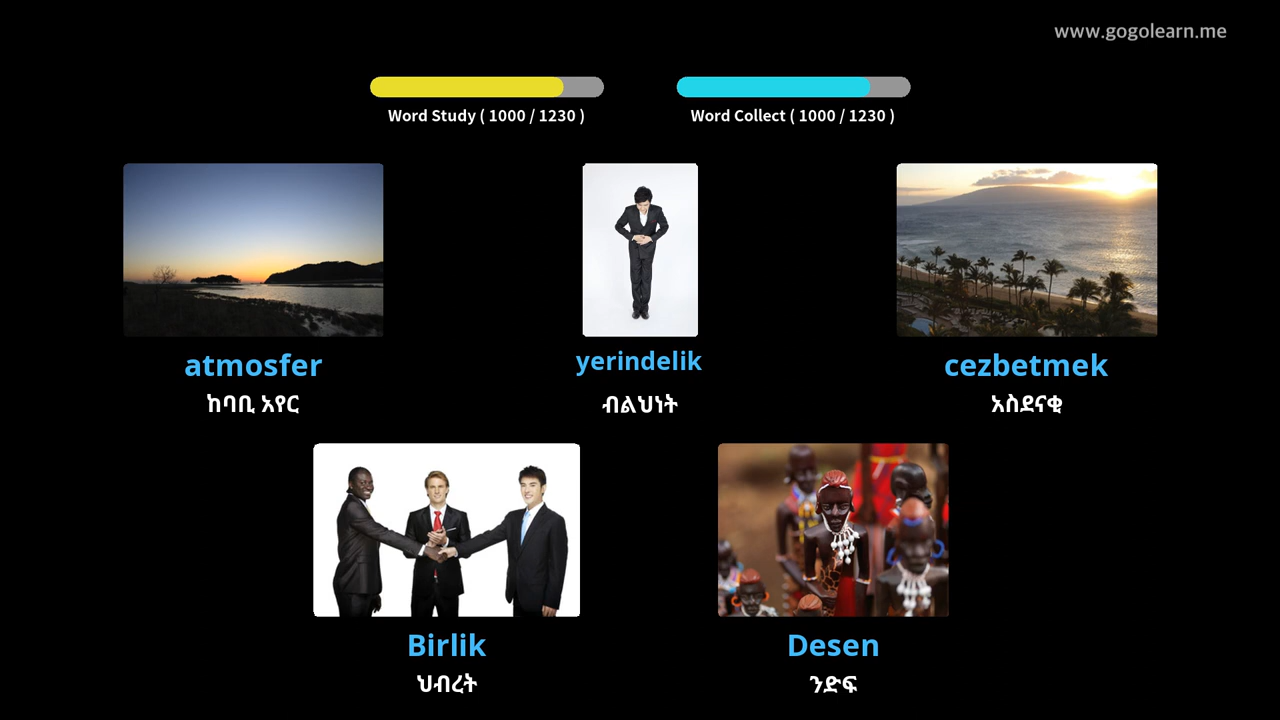 www.gogolearn.me
Word Study ( 1000 / 1230 )
Word Collect ( 1000 / 1230 )
atmosfer
yerindelik
cezbetmek
ከባቢ አየር
ብልህነት
አስደናቂ
Birlik
Desen
ህብረት
ንድፍ